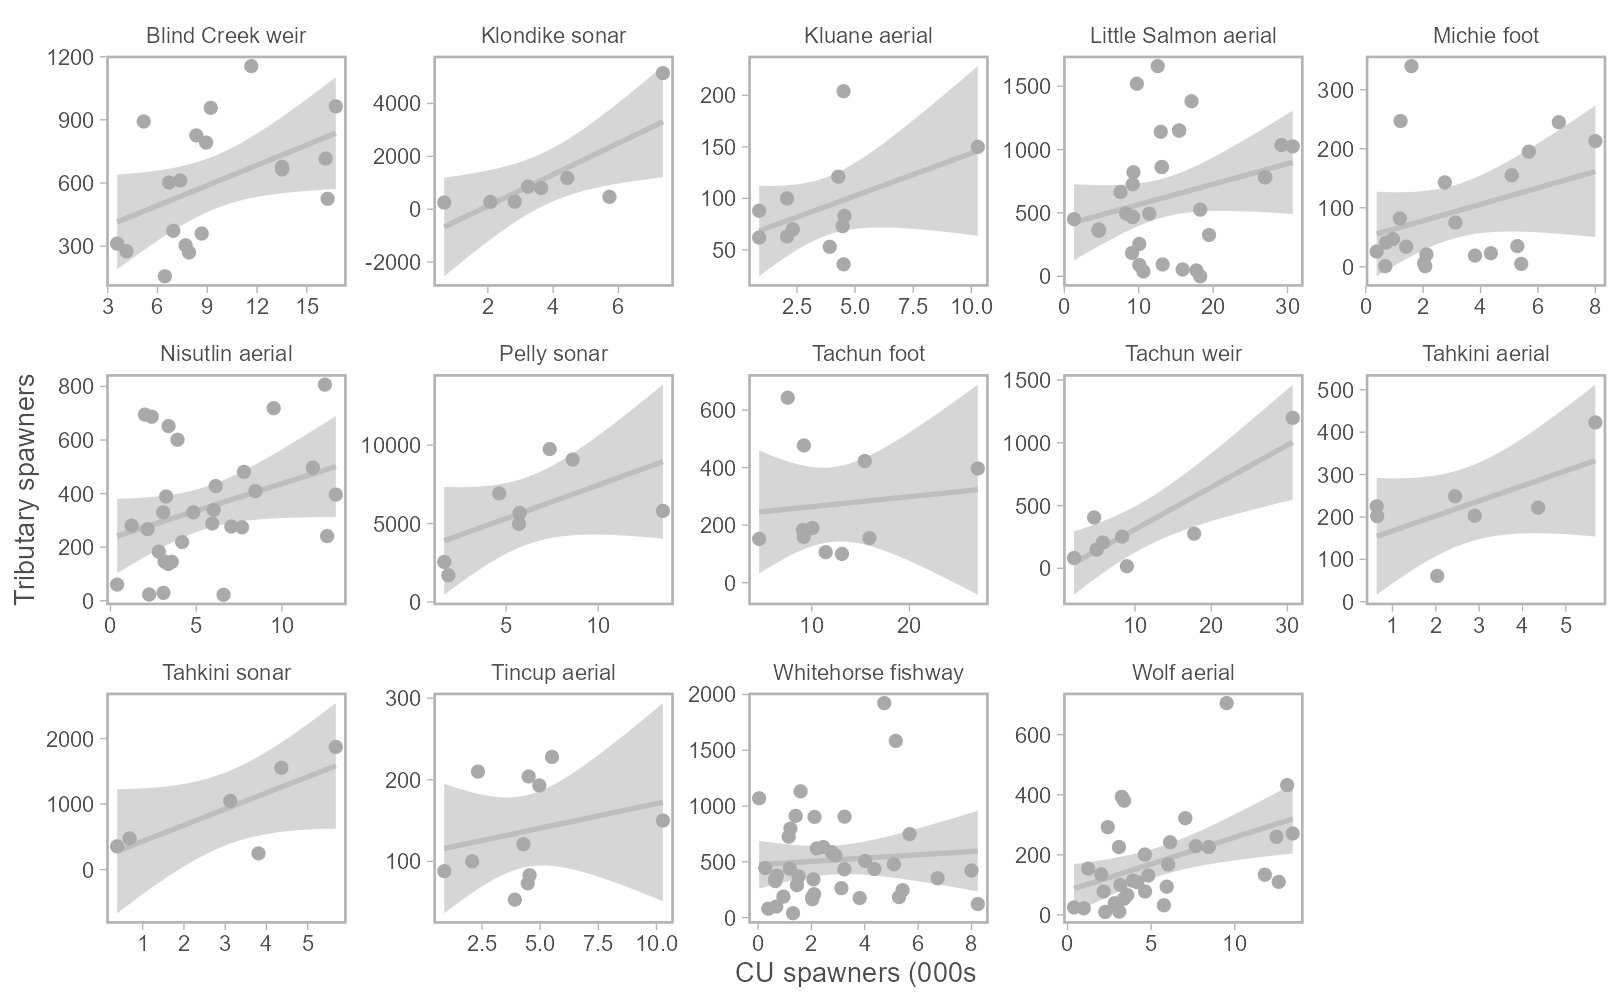 Blind Creek weir Klondike sonar Kluane aerial Little Salmon aerial Michie foot
1200 900 600 300
4000 2000 0 -2000
200 150 100 50
1500 1000 500 0
300 200 100 0
3 6 9 12 15 2 4 6 2.5 5.0 7.5 10.0 0 10 20 30 0 2 4 6 8
Tributary spawners
Nisutlin aerial Pelly sonar Tachun foot Tachun weir Tahkini aerial
800 600 400 200 0
10000 5000 0
600 400 200 0
1500 1000 500 0
500 400 300 200 100 0
0 5 10 5 10 10 20 10 20 30 1 2 3 4 5
Tahkini sonar Tincup aerial Whitehorse fishway Wolf aerial
2000 1000 0
300 200 100
2000 1500 1000 500 0
600 400 200 0
1 2 3 4 5 2.5 5.0 7.5 10.0 0 2 4 6 8 0 5 10
CU spawners (000s